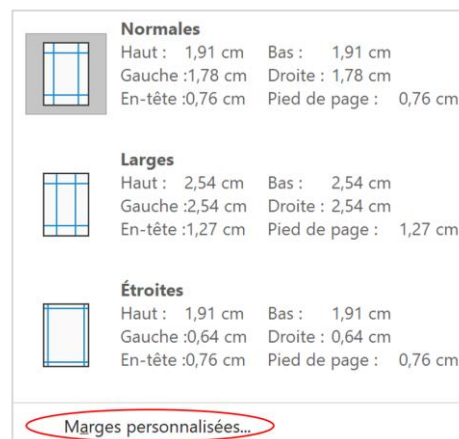 Normales
Haut : 1,91 cm Bas : 1,91 cm
Gauche :1,78 cm Droite : 1,78 cm
En-tête :0,76 cm Pied de page : 0,76 cm
Larges
Haut : 2,54 cm Bas : 2,54 cm
Gauche :2,54 cm Droite : 2,54 cm
En-tête :1,27 cm Pied de page : 1,27 cm
Étroites
Haut : 1,91 cm Bas : 1,91 cm
Gauche :0,64 cm Droite : 0,64 cm
En-tête :0,76 cm Pied de page : 0,76 cm
Marges personnalisées...